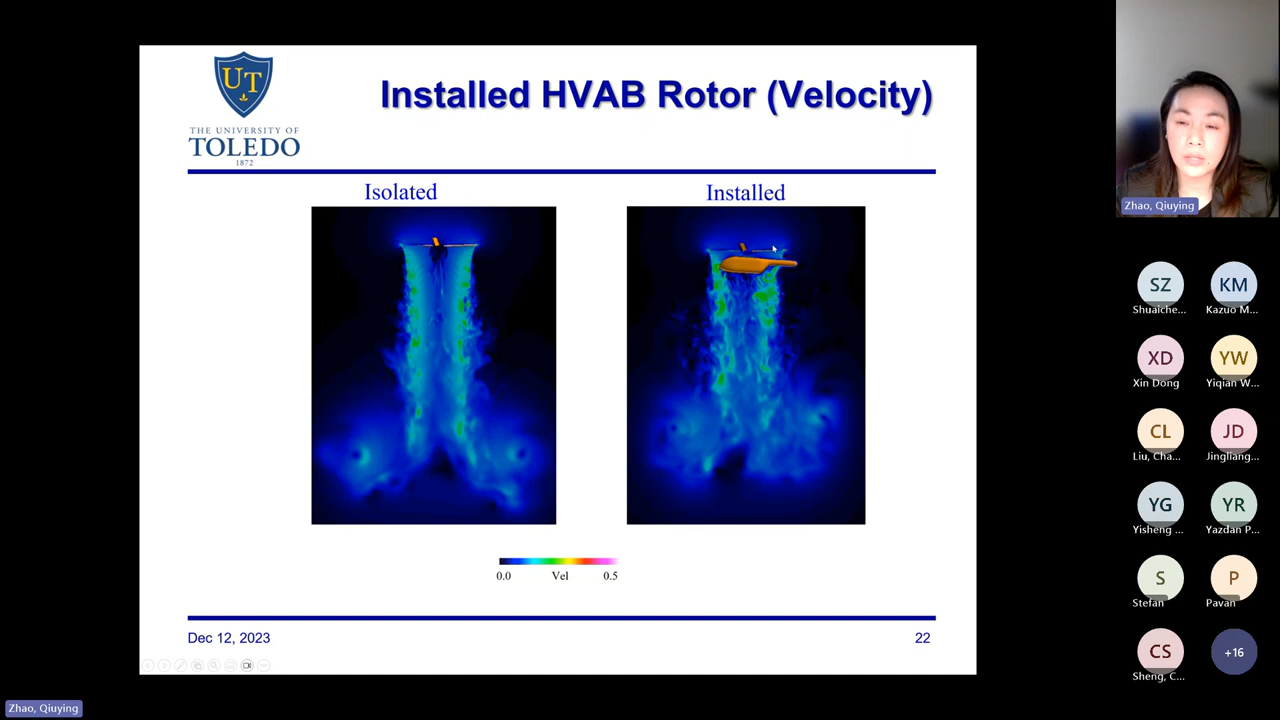 UT
THE UNIVERSITY OF
TOLEDO
1872
Installed HVAB Rotor (Velocity)
Isolated
Installed
0.0 Vel 0.5
Dec 12, 2023
22
Zhao, Qiuying
SZ
Shuaiche...
KM
Kazuo M...
XD
Xin Dong
YW
Yiqian W...
CL
Liu, Cha...
JD
Jingliang...
YG
Yisheng ...
YR
Yazdan P...
S
Stefan
P
Pavan
CS
Sheng, C...
+16
Zhao, Qiuying